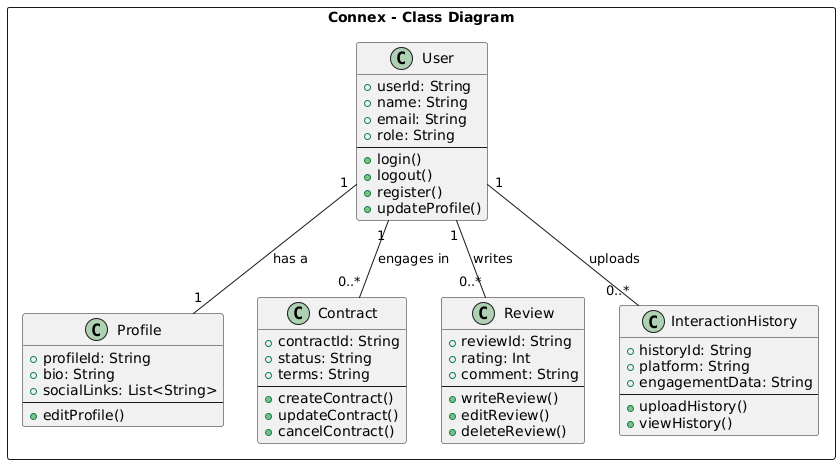 Connex - Class Diagram
C User
userId: String
name: String
email: String
role: String
login()
logout()
register()
updateProfile()
1
1
1
1
has a
engages in
writes
uploads
1
0..*
0..*
0..*
C Profile
profileId: String
bio: String
socialLinks: List<String>
editProfile()
C Contract
contractId: String
status: String
terms: String
createContract()
updateContract()
cancelContract()
C Review
reviewId: String
rating: Int
comment: String
writeReview()
editReview()
deleteReview()
C InteractionHistory
historyId: String
platform: String
engagementData: String
uploadHistory()
viewHistory()